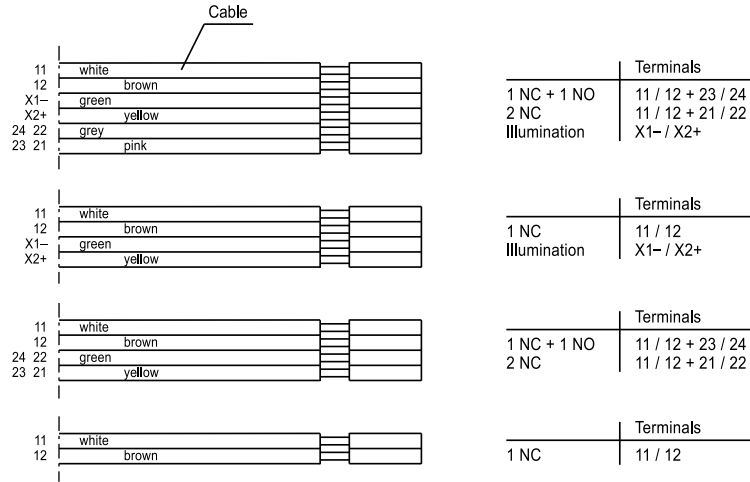 Cable
11 white
12 brown
X1– green
X2+ yellow
24 22 grey
23 21 pink
Terminals
1 NC + 1 NO 11 / 12 + 23 / 24
2 NC 11 / 12 + 21 / 22
Illumination X1– / X2+
11 white
12 brown
X1– green
X2+ yellow
Terminals
1 NC 11 / 12
Illumination X1– / X2+
11 white
12 brown
24 22 green
23 21 yellow
Terminals
1 NC + 1 NO 11 / 12 + 23 / 24
2 NC 11 / 12 + 21 / 22
11 white
12 brown
Terminals
1 NC 11 / 12